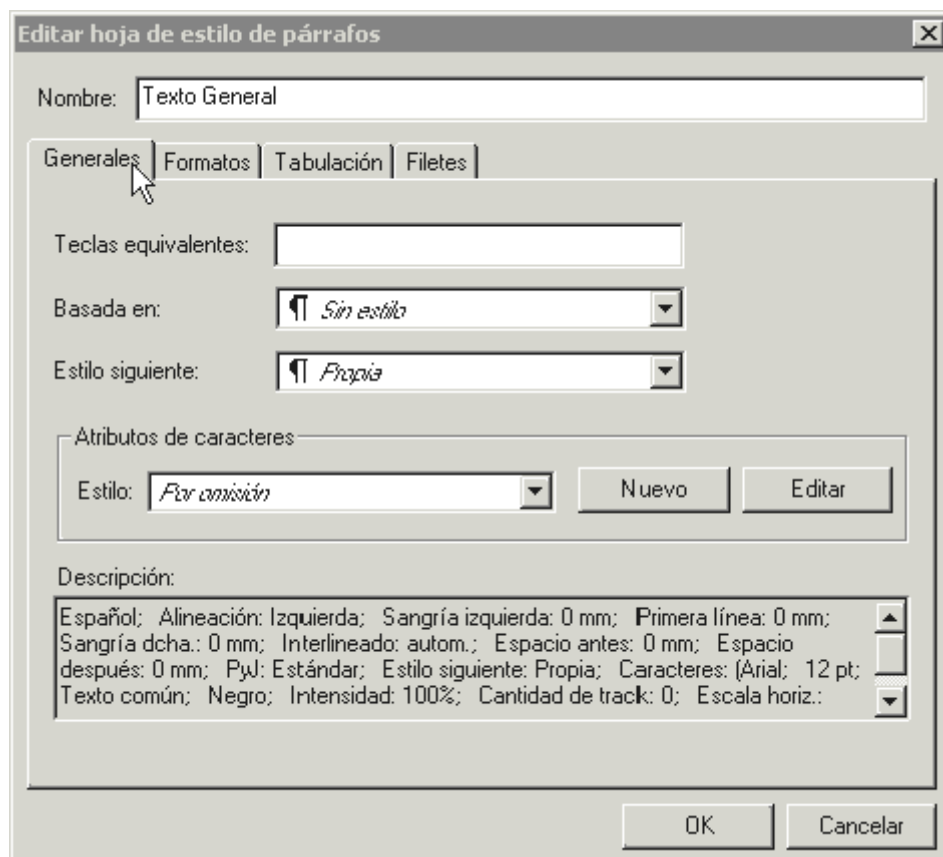 Editar hoja de estilo de párrafos
Nombre: Texto General
Generales Formatos Tabulación Filetes
Teclas equivalentes:
Basada en: ¶ Sin estilo
Estilo siguiente: ¶ Propia
Atributos de caracteres
Estilo: Por omisión Nuevo Editar
Descripción:
Español; Alineación: Izquierda; Sangría izquierda: 0 mm; Primera línea: 0 mm;
Sangría dcha.: 0 mm; Interlineado: autom.; Espacio antes: 0 mm; Espacio
después: 0 mm; PyJ: Estándar; Estilo siguiente: Propia; Caracteres: (Arial; 12 pt;
Texto común; Negro; Intensidad: 100%; Cantidad de track: 0; Escala horiz.:
OK Cancelar